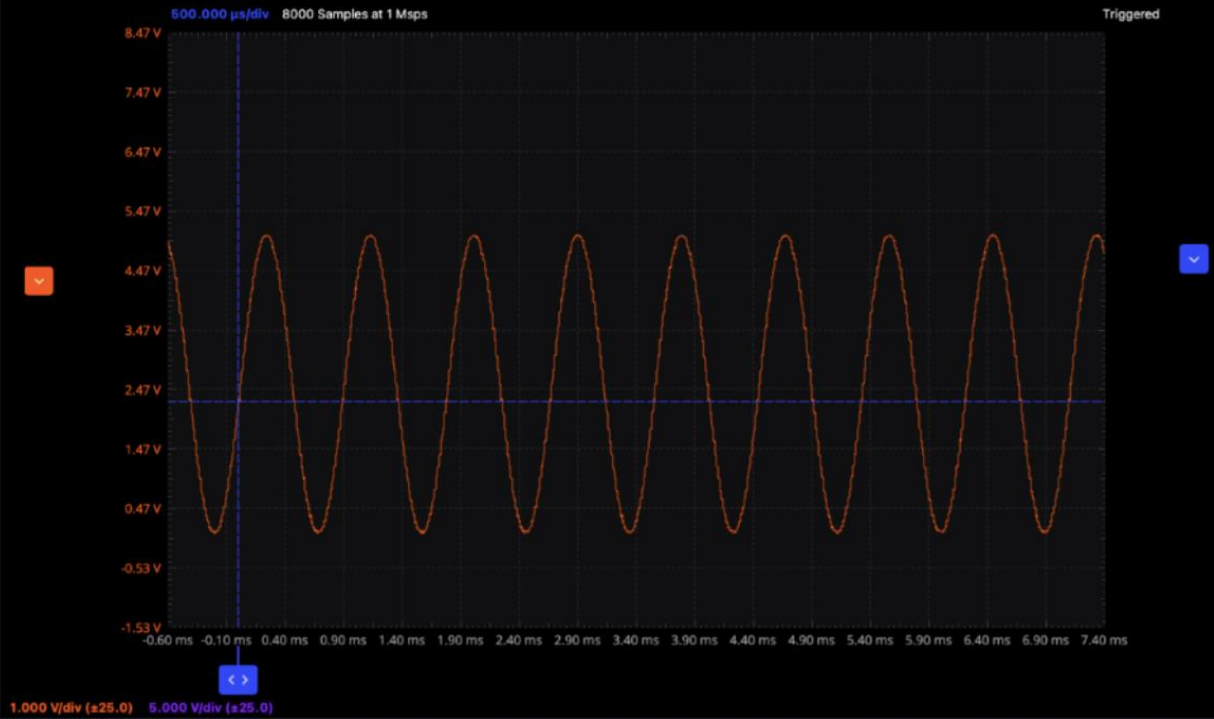 500.000 µs/div 8000 Samples at 1 Msps Triggered
8.47 V
7.47 V
6.47 V
5.47 V
4.47 V
3.47 V
2.47 V
1.47 V
0.47 V
-0.53 V
-1.53 V
-0.60 ms -0.10 ms 0.40 ms 0.90 ms 1.40 ms 1.90 ms 2.40 ms 2.90 ms 3.40 ms 3.90 ms 4.40 ms 4.90 ms 5.40 ms 5.90 ms 6.40 ms 6.90 ms 7.40 ms
1.000 V/div (±25.0) 5.000 V/div (±25.0)